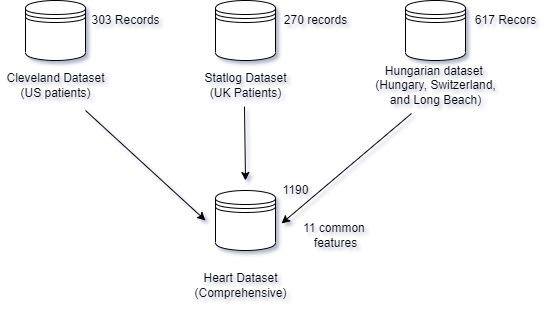 303 Records
270 records
617 Recors
Cleveland Dataset
(US patients)
Statlog Dataset
(UK Patients)
Hungarian dataset
(Hungary, Switzerland,
and Long Beach)
1190
11 common
features
Heart Dataset
(Comprehensive)